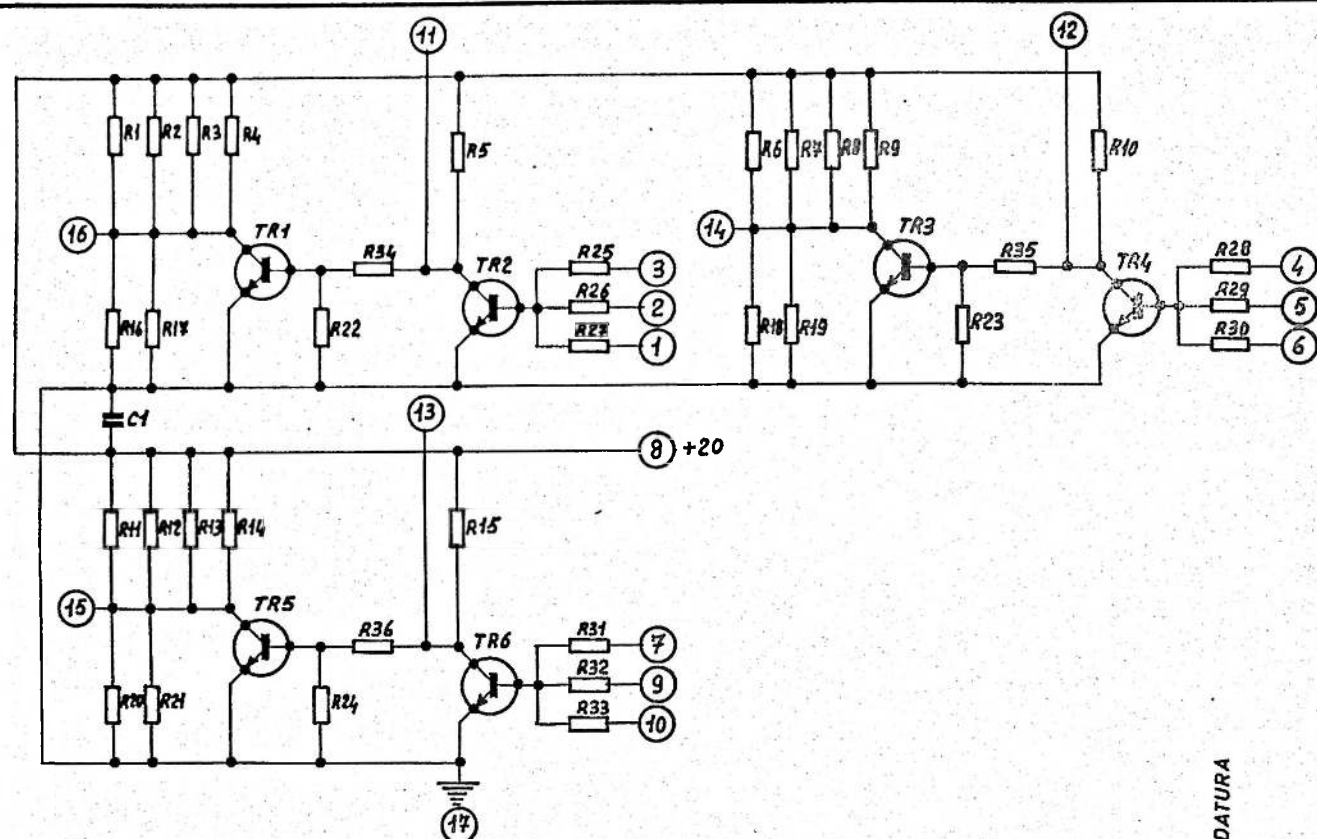 11
12
R1 R2 R3 R4
R5
R6 R7 R8 R9
R10
16
TR1
R34
TR2
R25 3
R26 2
R27 1
14
TR3
R35
TR4
R28 4
R29 5
R30 6
R16 R17
R22
R18 R19
R23
C1
13
8 +20
R11 R12 R13 R14
R15
15
TR5
R36
TR6
R31 7
R32 9
R33 10
R20 R21
R24
17
DATURA